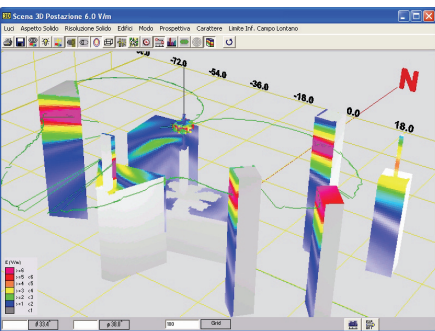 3D Scena 3D Postazione 6.0 V/m
Luci Aspetto Solido Risoluzione Solido Edifici Modo Prospettiva Carattere Limite Inf. Campo Lontano
-72.0
-54.0
-36.0
-18.0
0.0
18.0
N
E (V/m)
>=6
>=5 <6
>=4 <5
>=3 <4
>=2 <3
>=1 <2
<1
100
Grid